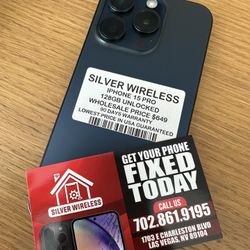 SILVER WIRELESS
IPHONE 15 PRO
128GB UNLOCKED
WHOLESALE PRICE $649
90 DAYS WARRANTY
LOWEST PRICE IN USA GUARANTEED
GET YOUR PHONE
FIXED
TODAY
SILVER WIRELESS
CALL US
702.861.9195
1703 E CHARLESTON BLVD
LAS VEGAS, NV 89104